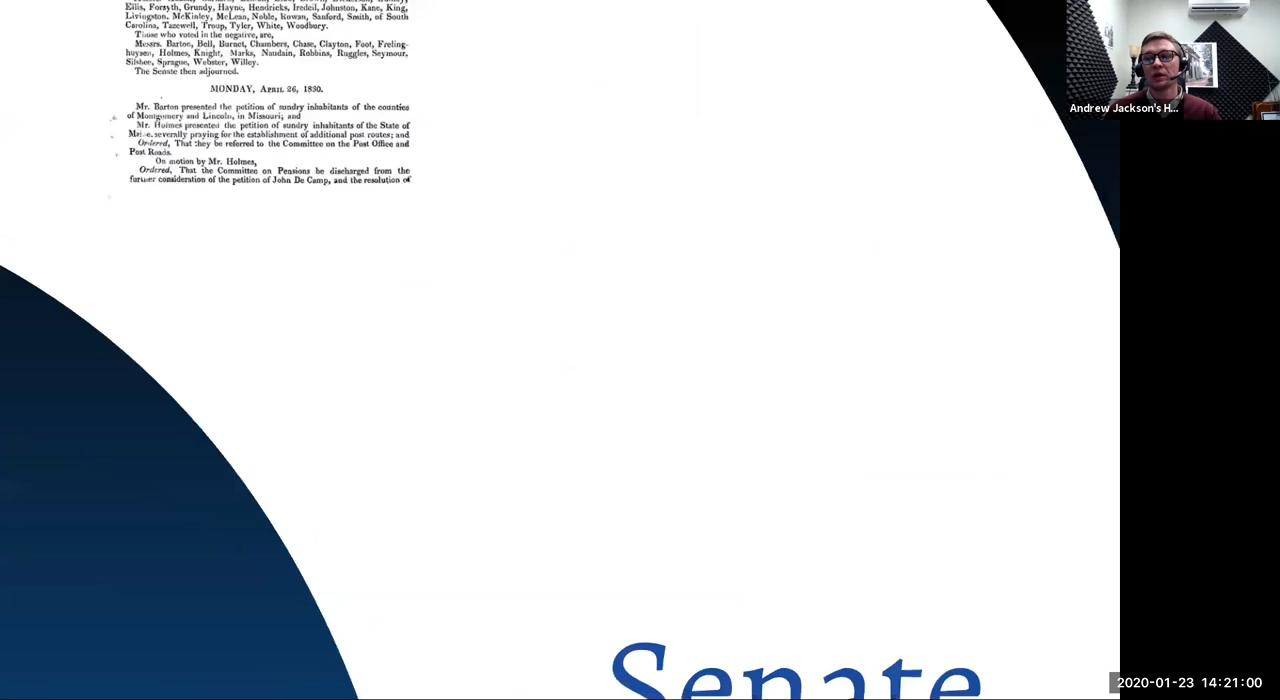 Ellis, Forsyth, Grundy, Hayne, Hendricks, Iredell, Johnston, Kane, King,
Livingston, McKinley, McLean, Noble, Rowan, Sanford, Smith, of South
Carolina, Tazewell, Troup, Tyler, White, Woodbury.
Those who voted in the negative, are,
Messrs. Barton, Bell, Burnet, Chambers, Chase, Clayton, Foot, Freling-
huysen, Holmes, Knight, Marks, Naudain, Robbins, Ruggles, Seymour,
Silsbee, Sprague, Webster, Willey.
The Senate then adjourned.
MONDAY, APRIL 26, 1830.
Mr. Barton presented the petition of sundry inhabitants of the counties
of Montgomery and Lincoln, in Missouri; and
Mr. Holmes presented the petition of sundry inhabitants of the State of
Maine, severally praying for the establishment of additional post routes; and
Ordered, That they be referred to the Committee on the Post Office and
Post Roads.
On motion by Mr. Holmes,
Ordered, That the Committee on Pensions be discharged from the
further consideration of the petition of John De Camp, and the resolution of
Senate
Andrew Jackson's H...
2020-01-23 14:21:00